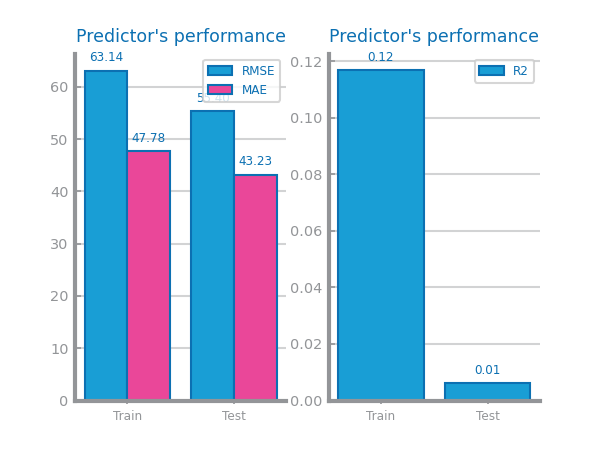 Predictor's performance
63.14
47.78
43.23
RMSE
MAE
60
50
40
30
20
10
0
Train
Test
Predictor's performance
0.12
0.01
R2
0.12
0.10
0.08
0.06
0.04
0.02
0.00
Train
Test